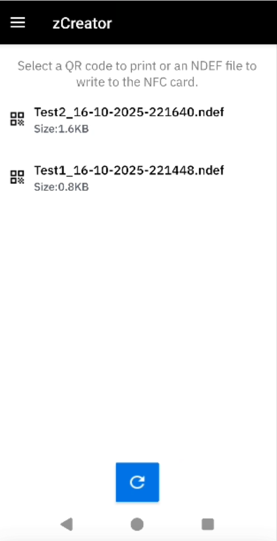 zCreator
Select a QR code to print or an NDEF file to
write to the NFC card.
Test2_16-10-2025-221640.ndef
Size:1.6KB
Test1_16-10-2025-221448.ndef
Size:0.8KB